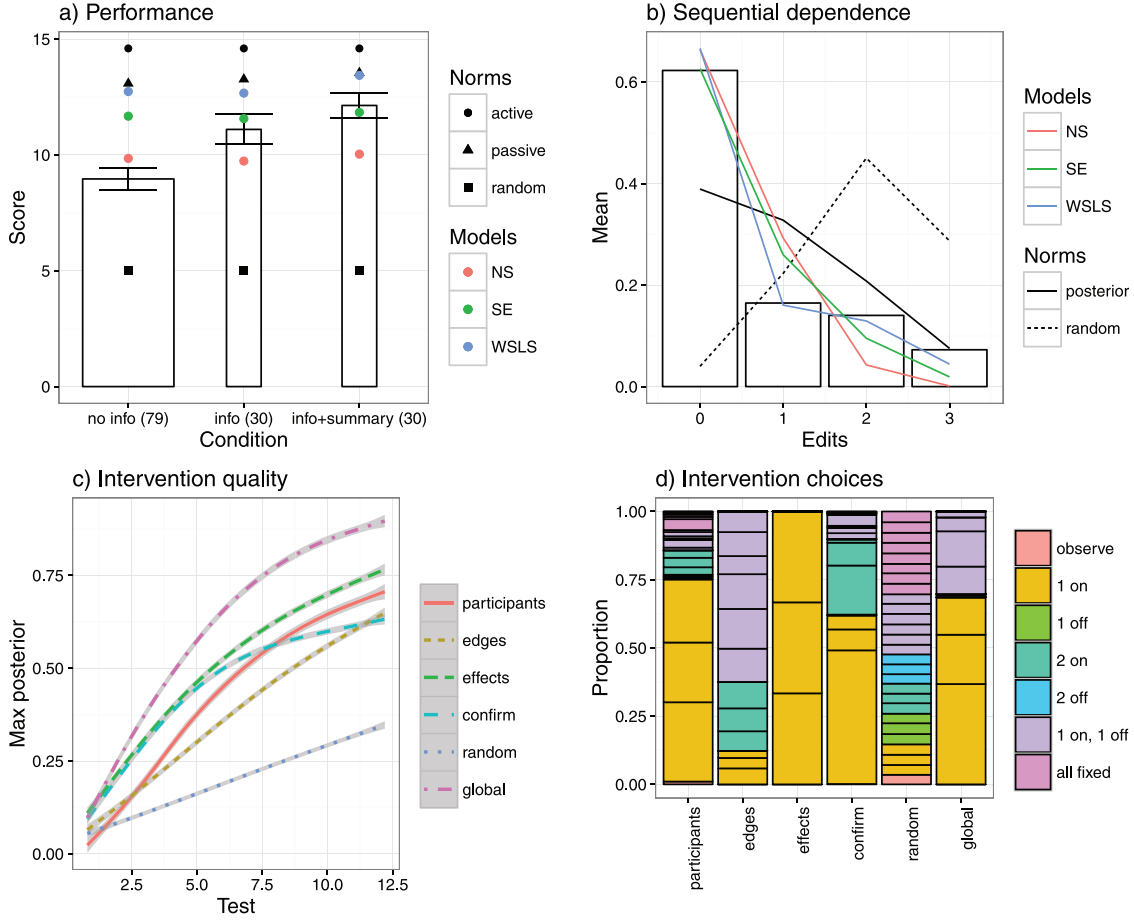 a) Performance
15
10
5
0
Score
no info (79)
info (30)
info+summary (30)
Condition
Norms
active
passive
random
Models
NS
SE
WSLS
b) Sequential dependence
0.6
0.4
0.2
0.0
Mean
0
1
2
3
Edits
Models
NS
SE
WSLS
Norms
posterior
random
c) Intervention quality
0.75
0.50
0.25
0.00
Max posterior
2.5
5.0
7.5
10.0
12.5
Test
participants
edges
effects
confirm
random
global
d) Intervention choices
1.00
0.75
0.50
0.25
0.00
Proportion
participants
edges
effects
confirm
random
global
observe
1 on
1 off
2 on
2 off
1 on, 1 off
all fixed